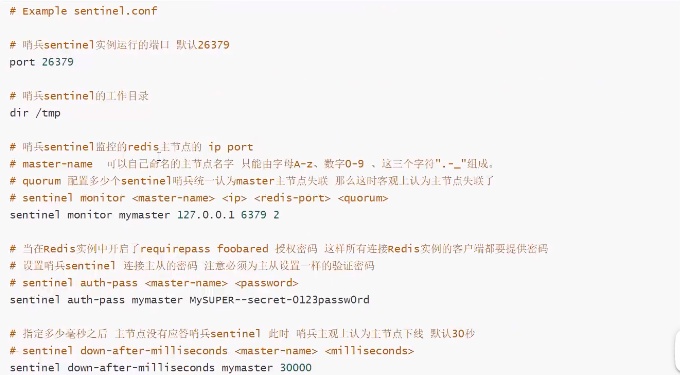 # Example sentinel.conf
# 哨兵sentinel实例运行的端口 默认26379
port 26379
# 哨兵sentinel的工作目录
dir /tmp
# 哨兵sentinel监控的redis主节点的 ip port
# master-name 可以自己命名的主节点名字 只能由字母A-z、数字0-9 、这三个字符".-_"组成。
# quorum 配置多少个sentinel哨兵统一认为master主节点失联 那么这时客观上认为主节点失联了
# sentinel monitor <master-name> <ip> <redis-port> <quorum>
sentinel monitor mymaster 127.0.0.1 6379 2
# 当在Redis实例中开启了requirepass foobared 授权密码 这样所有连接Redis实例的客户端都要提供密码
# 设置哨兵sentinel 连接主从的密码 注意必须为主从设置一样的验证密码
# sentinel auth-pass <master-name> <password>
sentinel auth-pass mymaster MySUPER--secret-0123passw0rd
# 指定多少毫秒之后 主节点没有应答哨兵sentinel 此时 哨兵主观上认为主节点下线 默认30秒
# sentinel down-after-milliseconds <master-name> <milliseconds>
sentinel down-after-milliseconds mymaster 30000